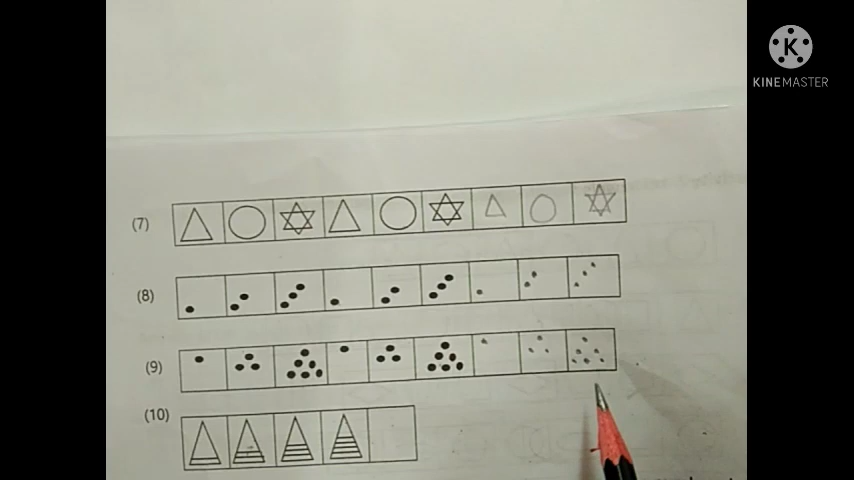 K
KINEMASTER
(7)
(8)
(9)
(10)